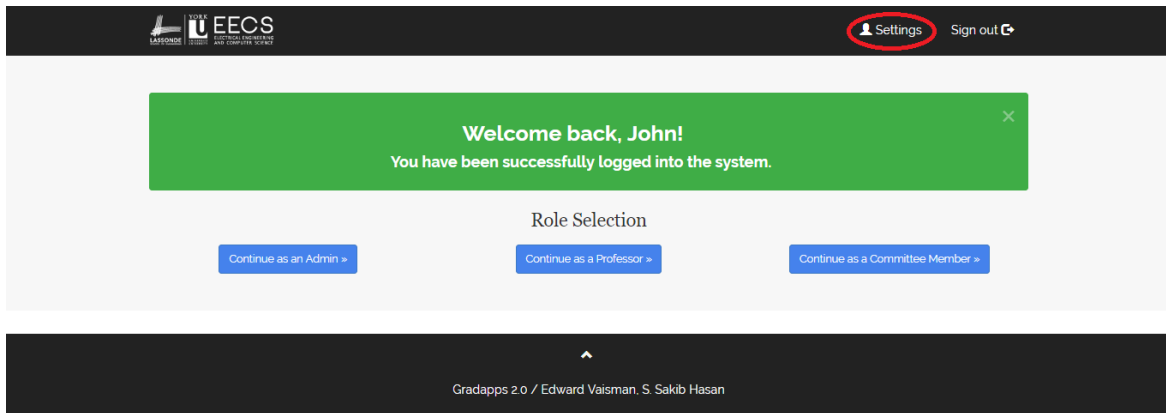 LASSONDE
YORK
U
EECS
ELECTRICAL ENGINEERING
AND COMPUTER SCIENCE
Settings
Sign out
×
Welcome back, John!
You have been successfully logged into the system.
Role Selection
Continue as an Admin »
Continue as a Professor »
Continue as a Committee Member »
Gradapps 2.0 / Edward Vaisman, S. Sakib Hasan